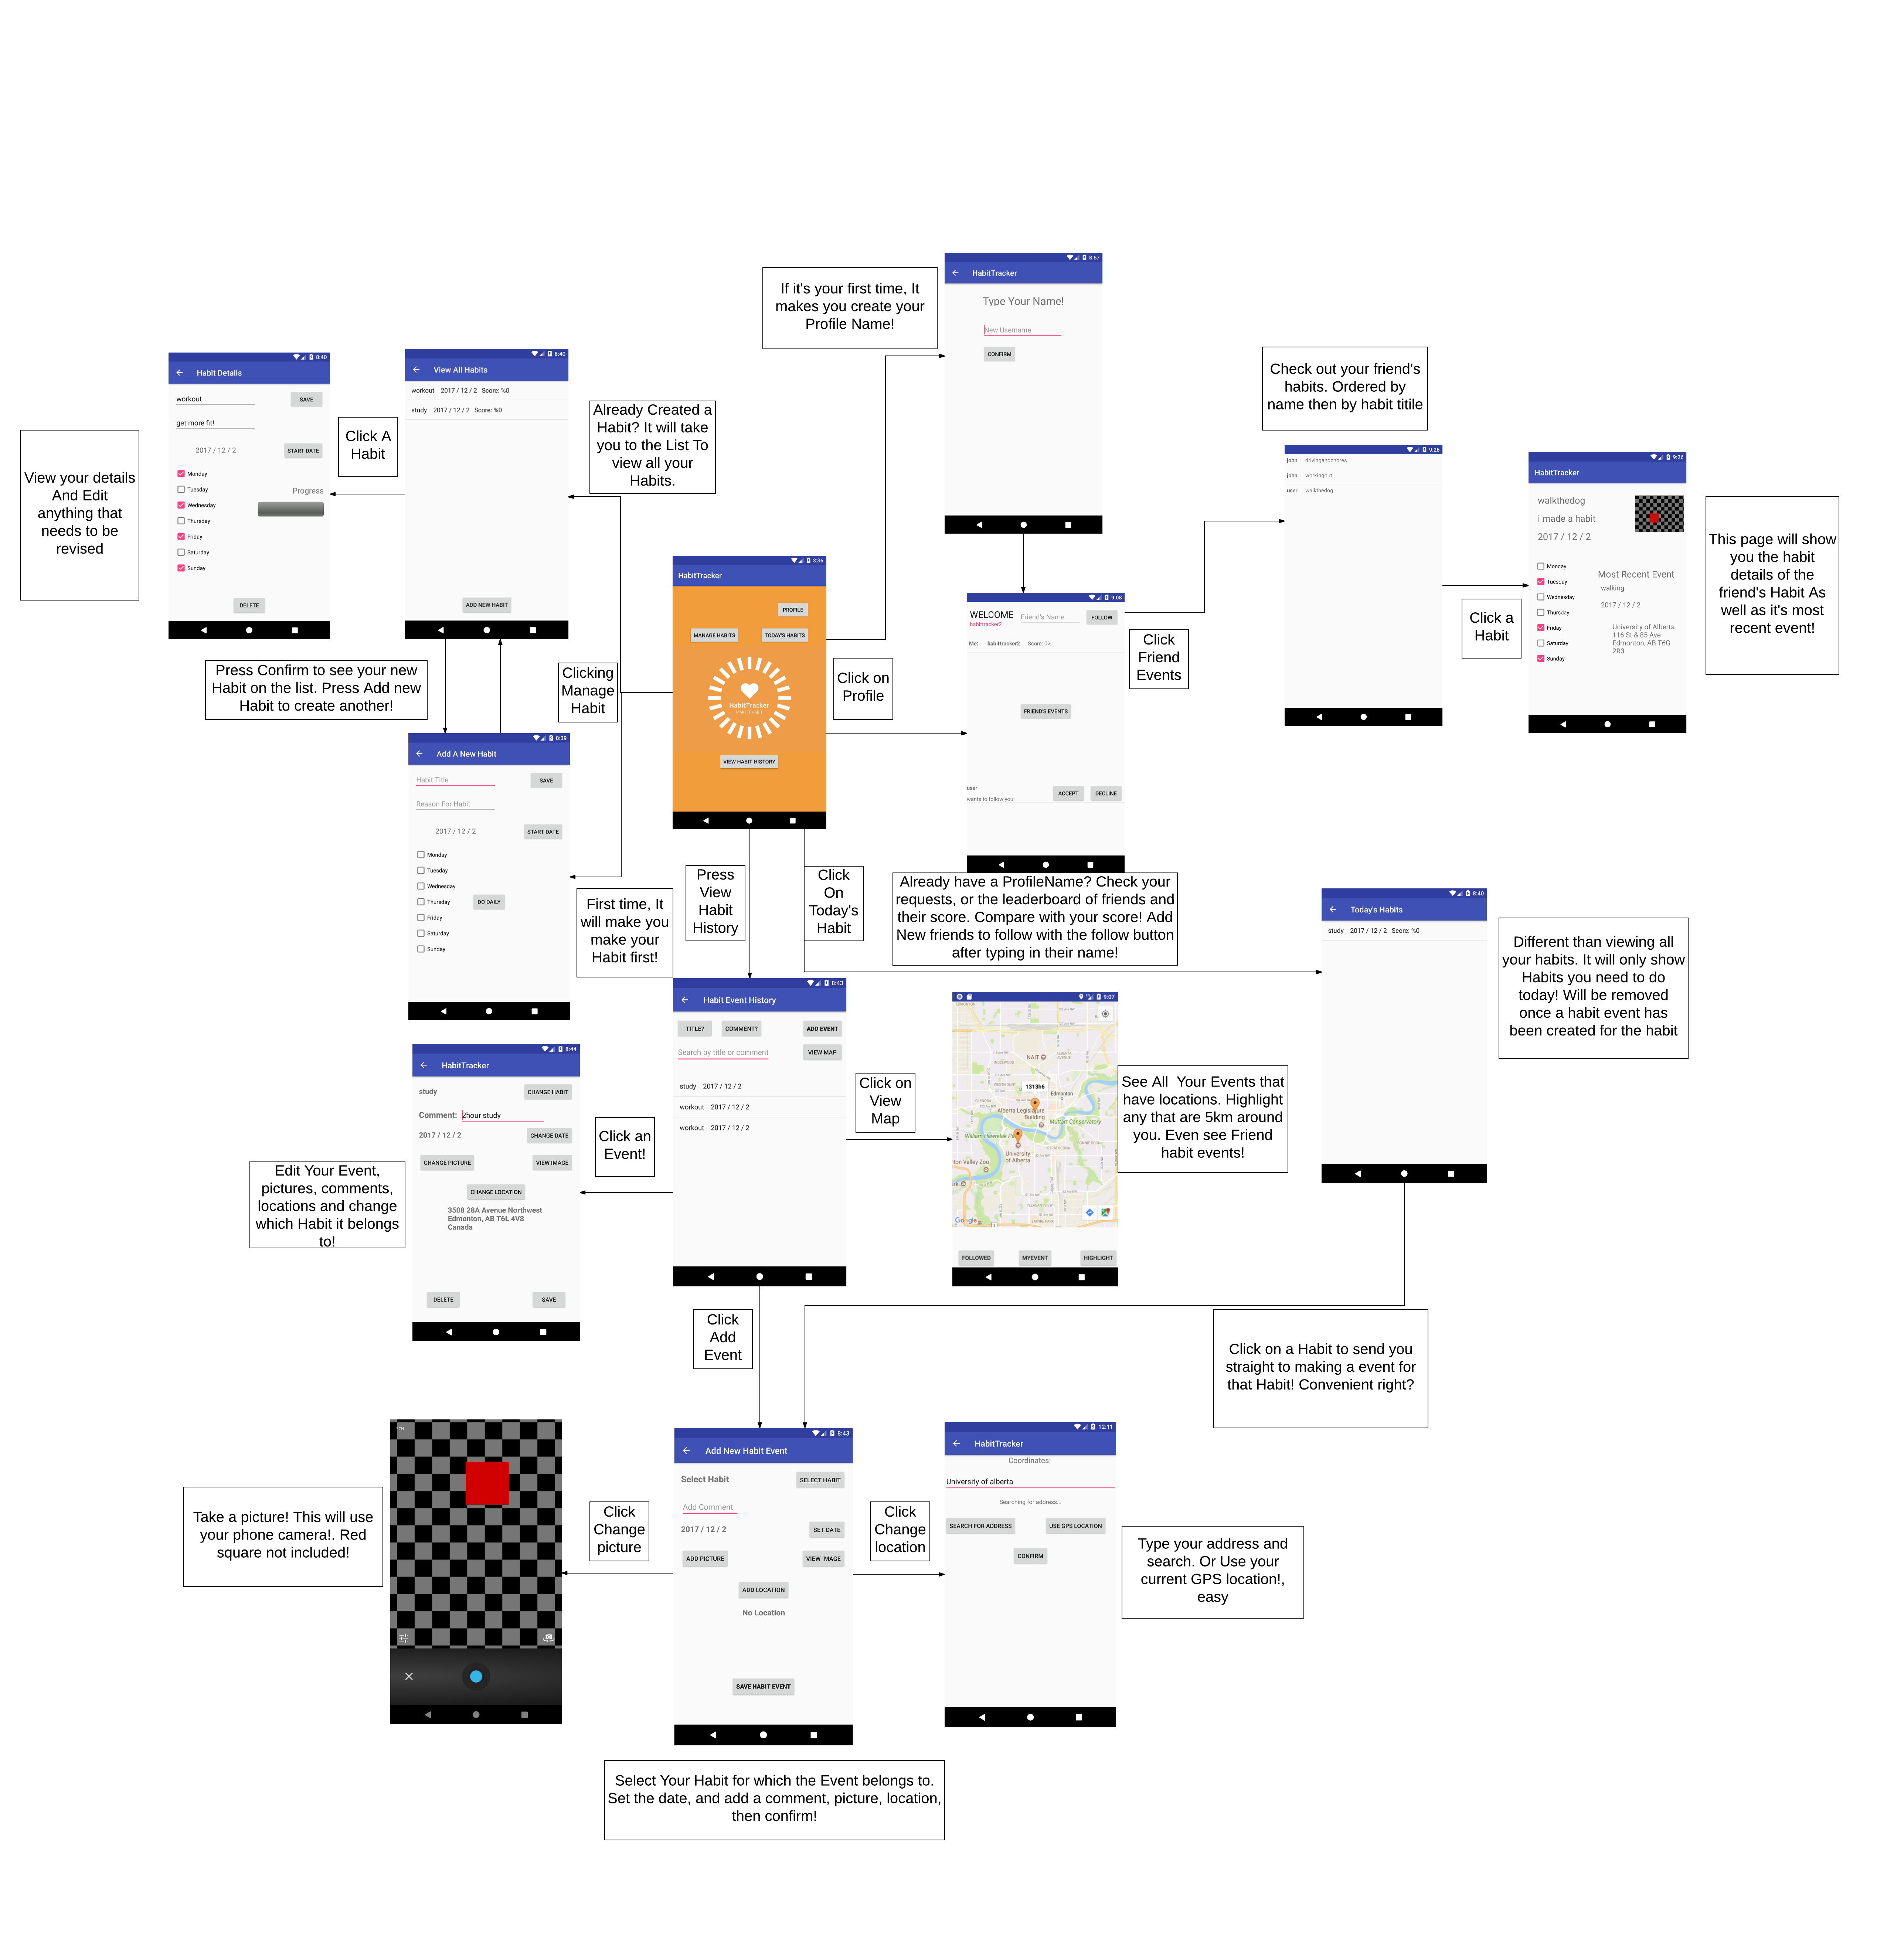 8:57
HabitTracker
Type Your Name!
New Username
CONFIRM
If it's your first time, It
makes you create your
Profile Name!
8:40
Habit Details
workout
SAVE
get more fit!
2017 / 12 / 2
START DATE
Monday
Tuesday
Progress
Wednesday
Thursday
Friday
Saturday
Sunday
DELETE
View your details
And Edit
anything that
needs to be
revised
Click A
Habit
8:40
View All Habits
workout 2017 / 12 / 2 Score: %0
study 2017 / 12 / 2 Score: %0
ADD NEW HABIT
Already Created a
Habit? It will take
you to the List To
view all your
Habits.
Check out your friend's
habits. Ordered by
name then by habit titile
9:26
john drivingandchores
john workingout
user walkthedog
9:26
HabitTracker
walkthedog
i made a habit
2017 / 12 / 2
Monday
Tuesday
Wednesday
Thursday
Friday
Saturday
Sunday
Most Recent Event
walking
2017 / 12 / 2
University of Alberta
116 St & 85 Ave
Edmonton, AB T6G
2R3
Click a
Habit
This page will show
you the habit
details of the
friend's Habit As
well as it's most
recent event!
8:36
HabitTracker
PROFILE
MANAGE HABITS
TODAY'S HABITS
HabitTracker
MAKE IT HABIT
VIEW HABIT HISTORY
Click on
Profile
9:08
WELCOME
habittracker2
Friend's Name
FOLLOW
Me: habittracker2 Score: 0%
FRIEND'S EVENTS
user
wants to follow you!
ACCEPT
DECLINE
Click
Friend
Events
Press Confirm to see your new
Habit on the list. Press Add new
Habit to create another!
Clicking
Manage
Habit
8:39
Add A New Habit
Habit Title
SAVE
Reason For Habit
2017 / 12 / 2
START DATE
Monday
Tuesday
Wednesday
Thursday
DO DAILY
Friday
Saturday
Sunday
First time, It
will make you
make your
Habit first!
Press
View
Habit
History
Click
On
Today's
Habit
Already have a ProfileName? Check your
requests, or the leaderboard of friends and
their score. Compare with your score! Add
New friends to follow with the follow button
after typing in their name!
8:40
Today's Habits
study 2017 / 12 / 2 Score: %0
Different than viewing all
your habits. It will only show
Habits you need to do
today! Will be removed
once a habit event has
been created for the habit
8:43
Habit Event History
TITLE?
COMMENT?
ADD EVENT
Search by title or comment
VIEW MAP
study 2017 / 12 / 2
workout 2017 / 12 / 2
workout 2017 / 12 / 2
Click on
View
Map
9:07
NAIT
ALBERTA
AVENUE
1313h6
Edmonton
Alberta Legislature
Building
Muttart Conservatory
William Hawrelak Park
University
of Alberta
ton Valley Zoo
Google
FOLLOWED
MYEVENT
HIGHLIGHT
See All Your Events that
have locations. Highlight
any that are 5km around
you. Even see Friend
habit events!
8:44
HabitTracker
study
CHANGE HABIT
Comment: 2hour study
2017 / 12 / 2
CHANGE DATE
CHANGE PICTURE
VIEW IMAGE
CHANGE LOCATION
3508 28A Avenue Northwest
Edmonton, AB T6L 4V8
Canada
DELETE
SAVE
Click an
Event!
Edit Your Event,
pictures, comments,
locations and change
which Habit it belongs
to!
Click
Add
Event
Click on a Habit to send you
straight to making a event for
that Habit! Convenient right?
Take a picture! This will use
your phone camera!. Red
square not included!
Click
Change
picture
8:43
Add New Habit Event
Select Habit
SELECT HABIT
Add Comment
2017 / 12 / 2
SET DATE
ADD PICTURE
VIEW IMAGE
ADD LOCATION
No Location
SAVE HABIT EVENT
Click
Change
location
12:11
HabitTracker
Coordinates:
University of alberta
Searching for address...
SEARCH FOR ADDRESS
USE GPS LOCATION
CONFIRM
Type your address and
search. Or Use your
current GPS location!,
easy
Select Your Habit for which the Event belongs to.
Set the date, and add a comment, picture, location,
then confirm!